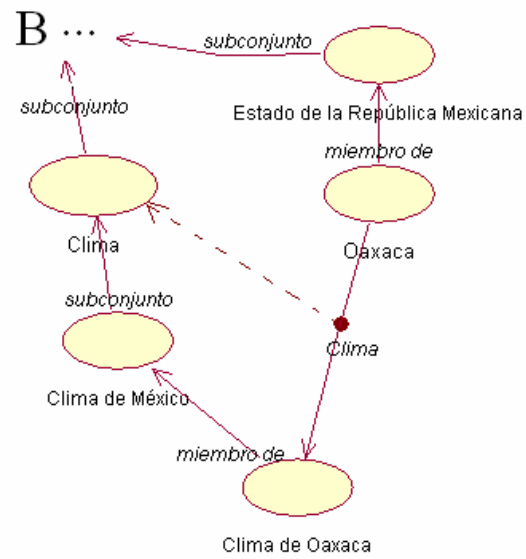 B ...
subconjunto
Estado de la República Mexicana
subconjunto
miembro de
Clima
Oaxaca
subconjunto
Clima
Clima de México
miembro de
Clima de Oaxaca